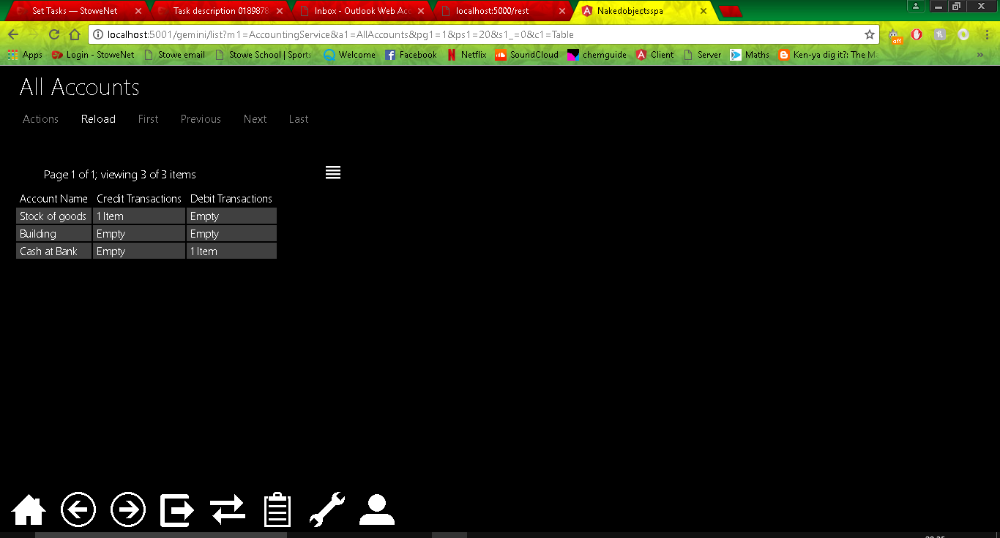 Set Tasks — StoweNet
Task description 0189878
Inbox - Outlook Web Acc
localhost:5000/rest
Nakedobjectsspa
localhost:5001/gemini/list?m1=AccountingService&a1=AllAccounts&pg1=1&ps1=20&s1_=0&c1=Table
off
Apps Login - StoweNet Stowe email Stowe School | Sports Welcome Facebook Netflix SoundCloud chemguide Client Server Maths Ken-ya dig it?: The Ma
All Accounts
Actions Reload First Previous Next Last
Page 1 of 1; viewing 3 of 3 items
Account Name Credit Transactions Debit Transactions
Stock of goods 1 Item Empty
Building Empty Empty
Cash at Bank Empty 1 Item